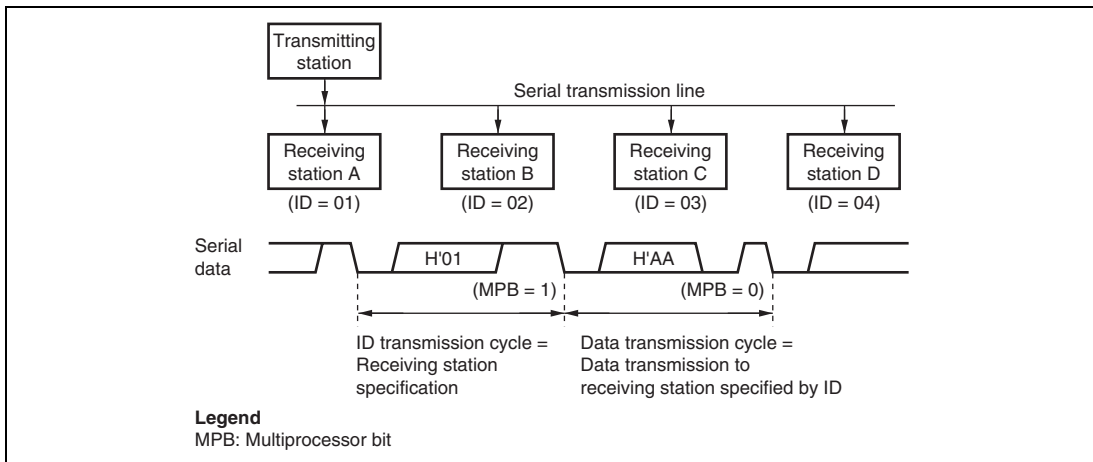 Transmitting
station
Serial transmission line
Receiving
station A
Receiving
station B
Receiving
station C
Receiving
station D
(ID = 01)
(ID = 02)
(ID = 03)
(ID = 04)
Serial
data
H'01
H'AA
(MPB = 1)
(MPB = 0)
ID transmission cycle =
Receiving station
specification
Data transmission cycle =
Data transmission to
receiving station specified by ID
Legend
MPB: Multiprocessor bit